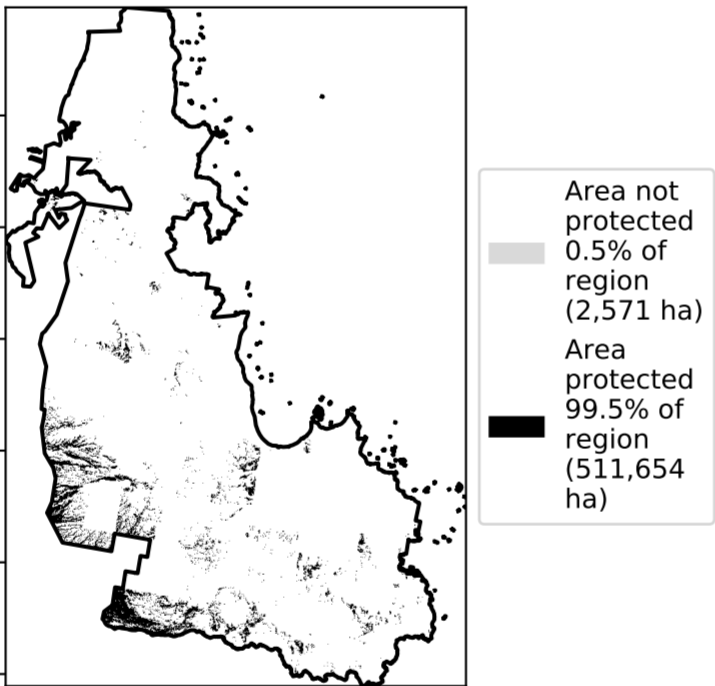 Area not
protected
0.5% of
region
(2,571 ha)
Area
protected
99.5% of
region
(511,654
ha)